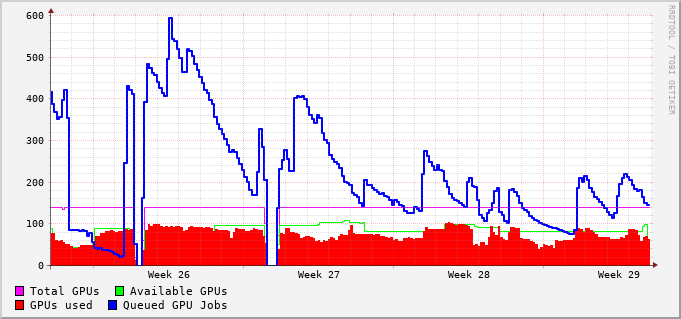 600
500
400
300
200
100
0
Week 26 Week 27 Week 28 Week 29
Total GPUs Available GPUs
GPUs used Queued GPU Jobs
RRDTOOL / TOBI OETIKER